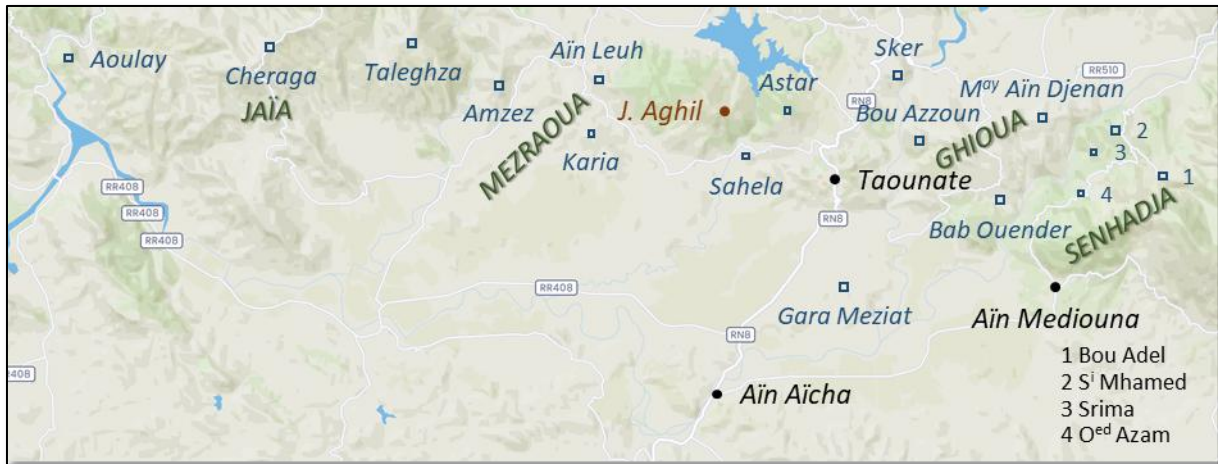 Aoulay
Cheraga
Taleghza
Aïn Leuh
Sker
Astar
RR510
Amzez
JAÏA
MEZRAOUA
J. Aghil
RN8
May Aïn Djenan
Bou Azzoun
GHIOUA
2
3
Karia
Sahela
Taounate
1
4
RR408
RR408
RR408
RN8
Bab Ouender
SENHADJA
RR408
Gara Meziat
Aïn Mediouna
RN8
1 Bou Adel
2 Si Mhamed
3 Srima
4 Oed Azam
408
Aïn Aïcha